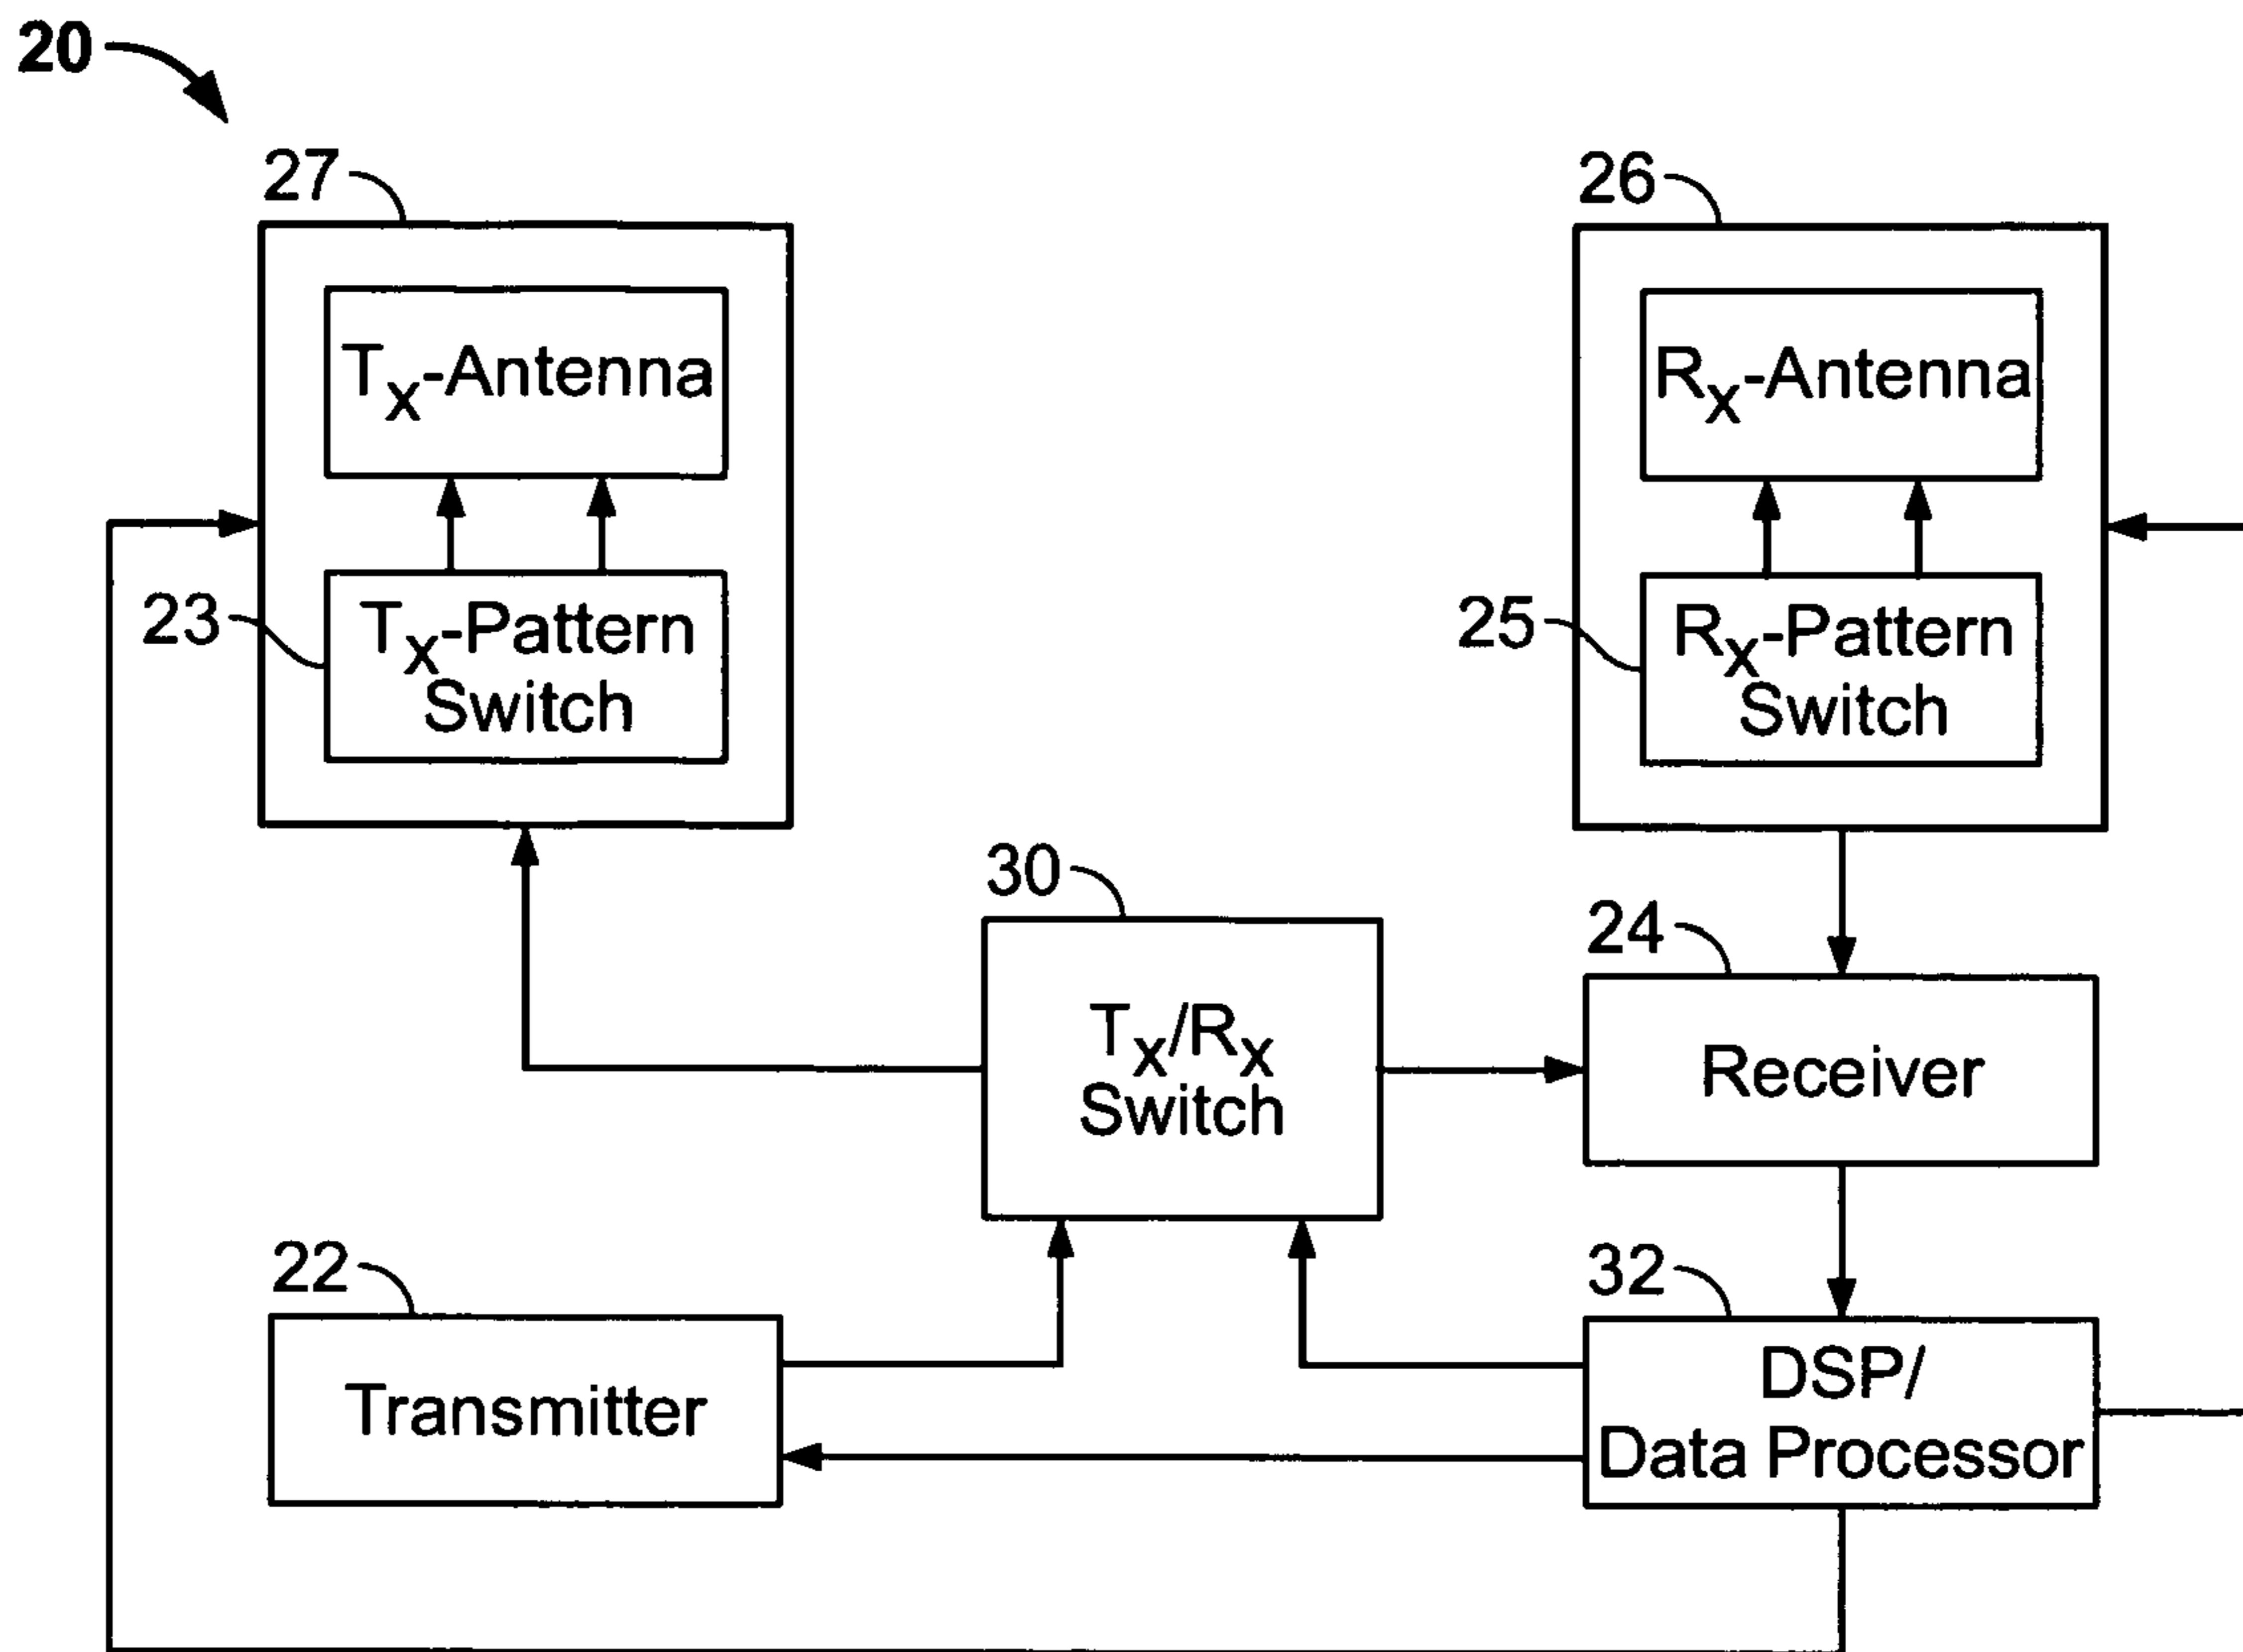 20
27
26
Tx-Antenna
Rx-Antenna
23
Tx-Pattern
Switch
25
Rx-Pattern
Switch
30
24
Tx/Rx
Switch
Receiver
22
32
Transmitter
DSP/
Data Processor